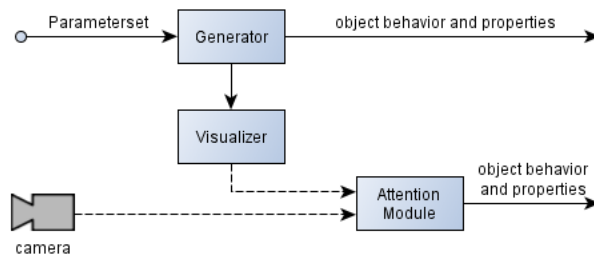 Parameterset
Generator
object behavior and properties
Visualizer
Attention
Module
object behavior
and properties
camera